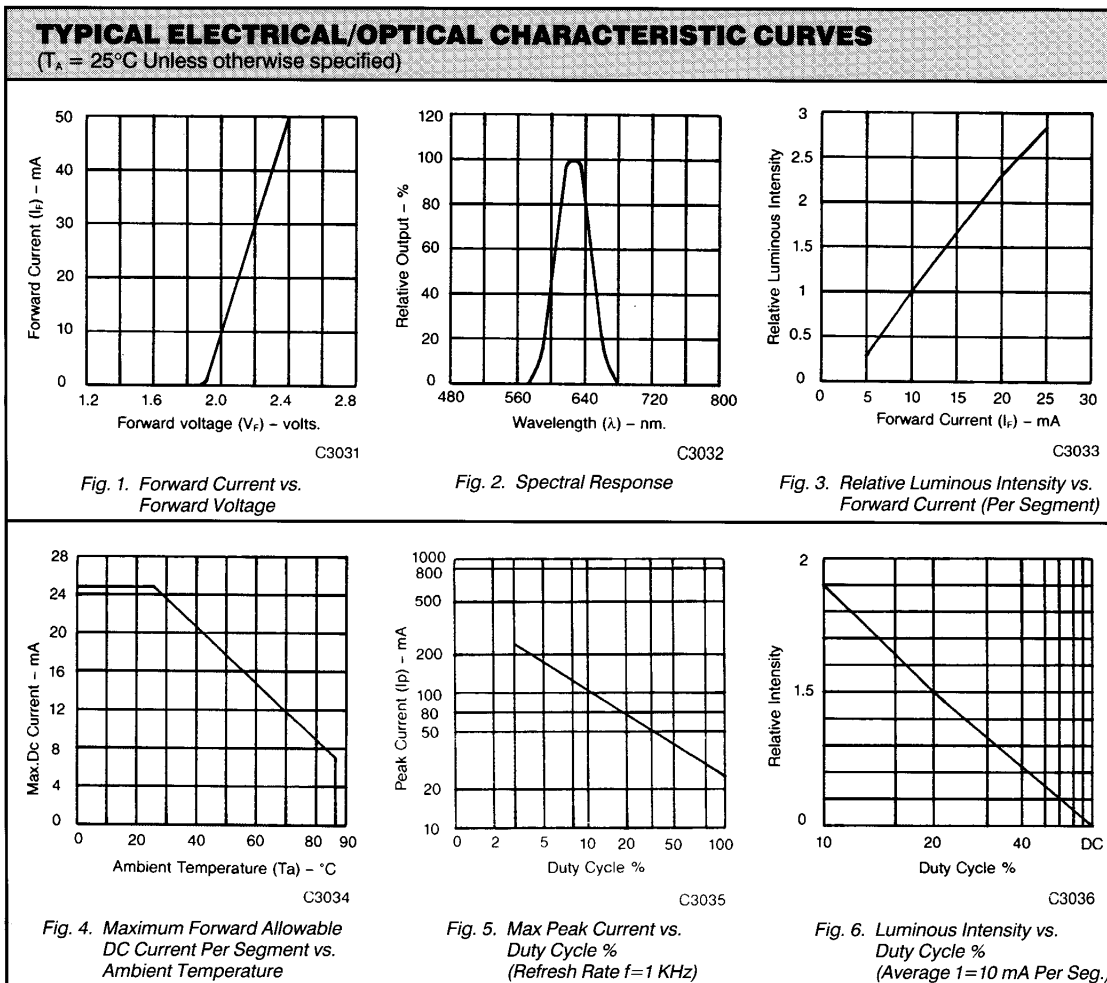 TYPICAL ELECTRICAL/OPTICAL CHARACTERISTIC CURVES
(TA = 25°C Unless otherwise specified)
Forward Current (IF) – mA
50
40
30
20
10
0
1.2 1.6 2.0 2.4 2.8
Forward voltage (VF) – volts.
C3031
Fig. 1. Forward Current vs.
Forward Voltage
Relative Output – %
120
100
80
60
40
20
0
480 560 640 720 800
Wavelength (λ) – nm.
C3032
Fig. 2. Spectral Response
Relative Luminous Intensity
3
2.5
2
1.5
1
0.5
0
0 5 10 15 20 25 30
Forward Current (IF) – mA
C3033
Fig. 3. Relative Luminous Intensity vs.
Forward Current (Per Segment)
Max.Dc Current – mA
28
24
20
16
12
8
4
0
0 20 40 60 80 90
Ambient Temperature (Ta) – °C
C3034
Fig. 4. Maximum Forward Allowable
DC Current Per Segment vs.
Ambient Temperature
Peak Current (Ip) – mA
1000
800
500
200
100
80
50
20
10
0 2 5 10 20 50 100
Duty Cycle %
C3035
Fig. 5. Max Peak Current vs.
Duty Cycle %
(Refresh Rate f=1 KHz)
Relative Intensity
2
1.5
0
10 20 40 DC
Duty Cycle %
C3036
Fig. 6. Luminous Intensity vs.
Duty Cycle %
(Average 1=10 mA Per Seg.)